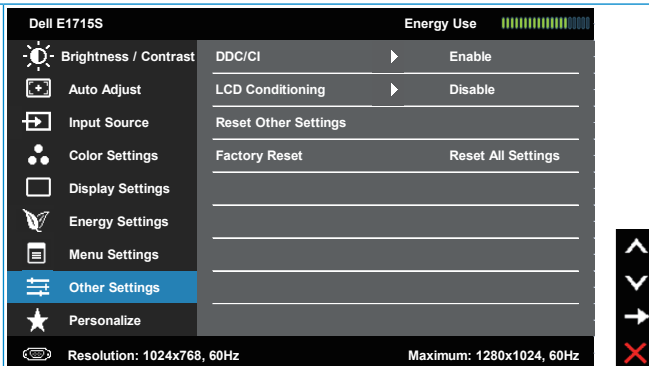 Dell E1715S Energy Use
Brightness / Contrast DDC/CI Enable
Auto Adjust LCD Conditioning Disable
Input Source Reset Other Settings
Color Settings Factory Reset Reset All Settings
Display Settings
Energy Settings
Menu Settings
Other Settings
Personalize
Resolution: 1024x768, 60Hz Maximum: 1280x1024, 60Hz